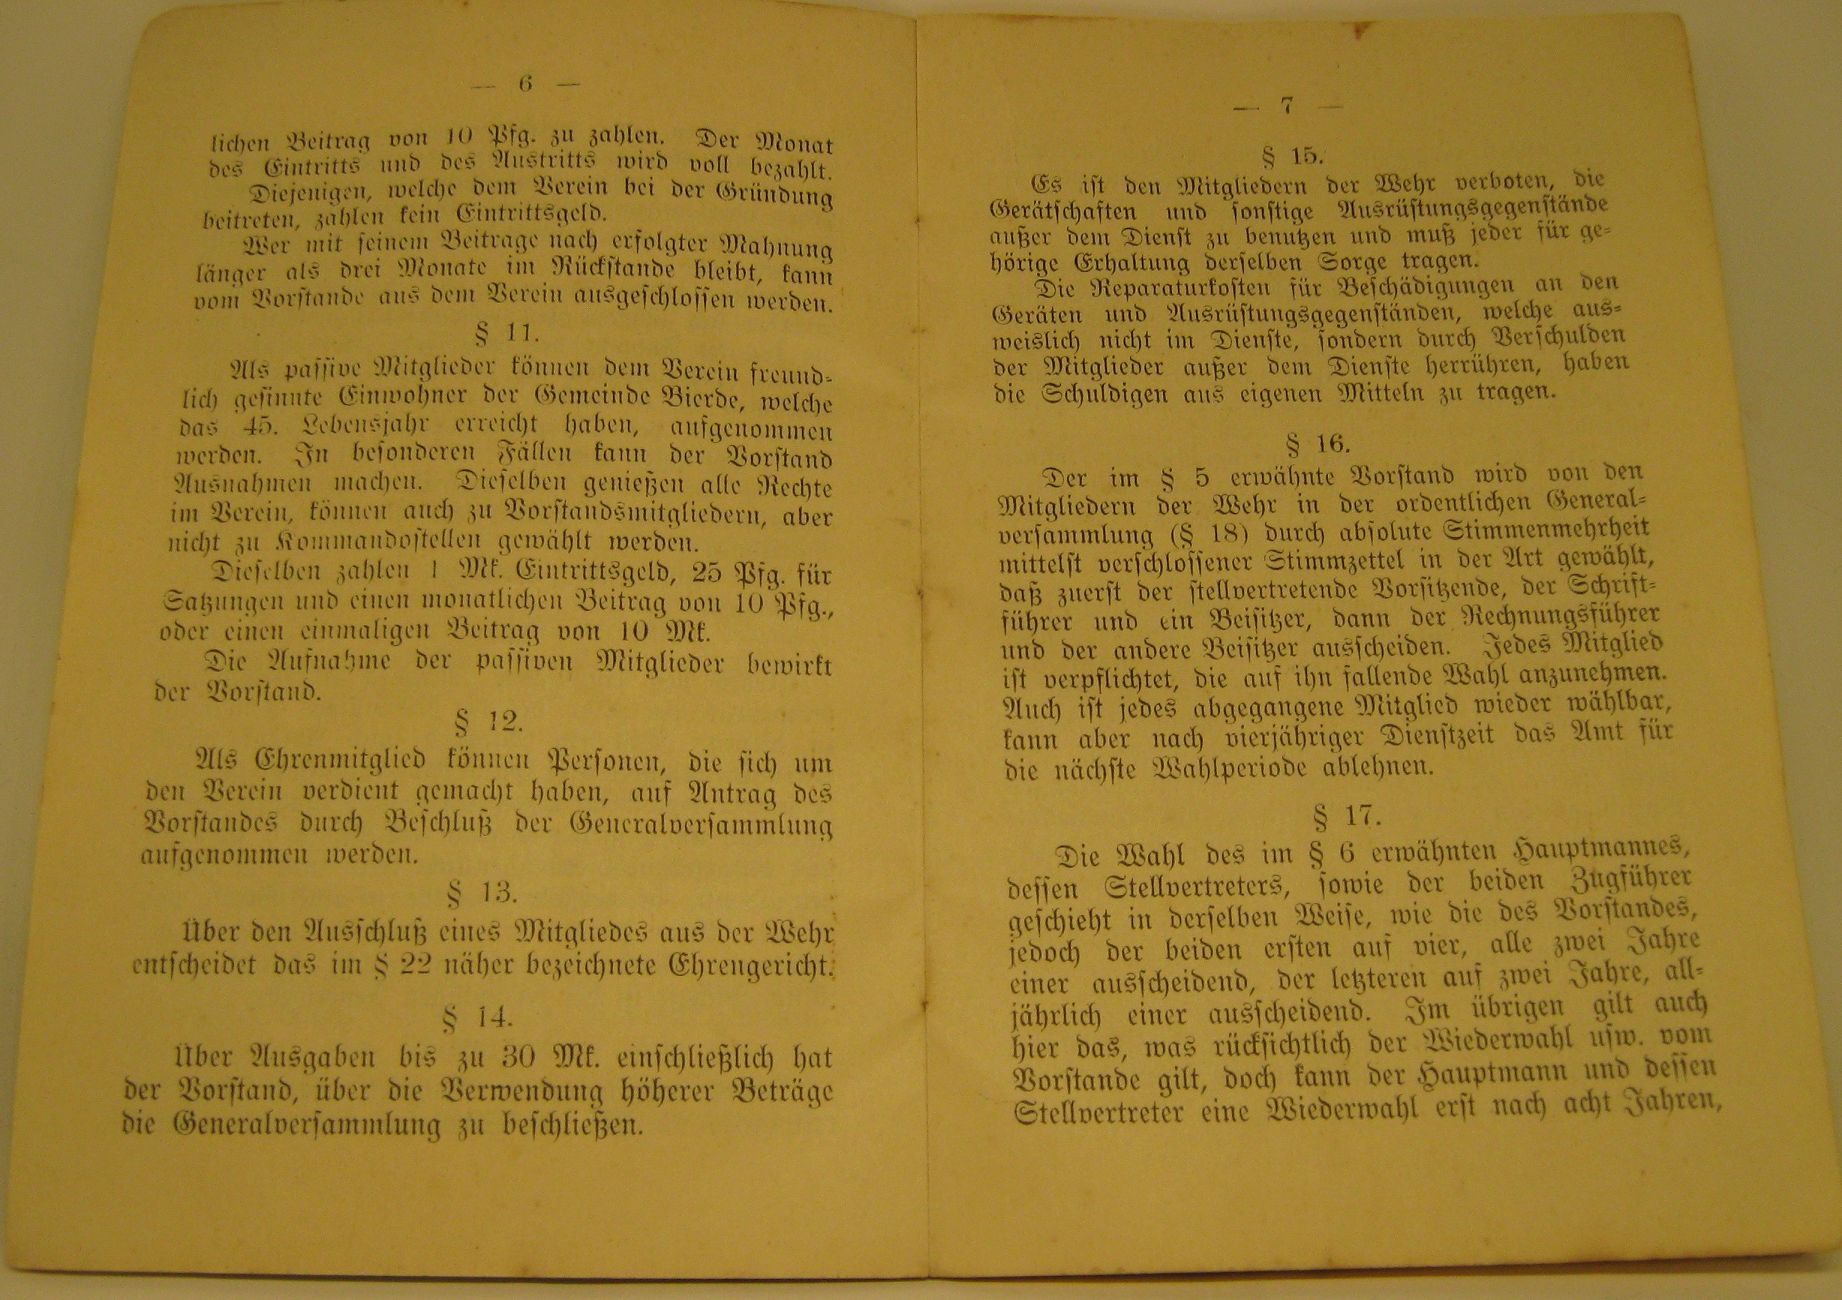 — 6 —
lichen Beitrag von 10 Pfg. zu zahlen. Der Monat
des Eintritts und des Austritts wird voll bezahlt.
Diejenigen, welche dem Verein bei der Gründung
beitreten, zahlen kein Eintrittsgeld.
Wer mit seinem Beitrage nach erfolgter Mahnung
länger als drei Monate im Rückstande bleibt, kann
vom Vorstande aus dem Verein ausgeschlossen werden.
§ 11.
Als passive Mitglieder können dem Verein freund-
lich gesinnte Einwohner der Gemeinde Bierde, welche
das 45. Lebensjahr erreicht haben, aufgenommen
werden. In besonderen Fällen kann der Vorstand
Ausnahmen machen. Dieselben genießen alle Rechte
im Verein, können auch zu Vorstandsmitgliedern, aber
nicht zu Kommandostellen gewählt werden.
Dieselben zahlen 1 Mk. Eintrittsgeld, 25 Pfg. für
Satzungen und einen monatlichen Beitrag von 10 Pfg.,
oder einen einmaligen Beitrag von 10 Mk.
Die Aufnahme der passiven Mitglieder bewirkt
der Vorstand.
§ 12.
Als Ehrenmitglied können Personen, die sich um
den Verein verdient gemacht haben, auf Antrag des
Vorstandes durch Beschluß der Generalversammlung
aufgenommen werden.
§ 13.
Über den Ausschluß eines Mitgliedes aus der Wehr
entscheidet das im § 22 näher bezeichnete Ehrengericht.
§ 14.
Über Ausgaben bis zu 30 Mk. einschließlich hat
der Vorstand, über die Verwendung höherer Beträge
die Generalversammlung zu beschließen.
— 7 —
§ 15.
Es ist den Mitgliedern der Wehr verboten, die
Gerätschaften und sonstige Ausrüstungsgegenstände
außer dem Dienst zu benutzen und muß jeder für ge-
hörige Erhaltung derselben Sorge tragen.
Die Reparaturkosten für Beschädigungen an den
Geräten und Ausrüstungsgegenständen, welche aus-
weislich nicht im Dienste, sondern durch Verschulden
der Mitglieder außer dem Dienste herrühren, haben
die Schuldigen aus eigenen Mitteln zu tragen.
§ 16.
Der im § 5 erwähnte Vorstand wird von den
Mitgliedern der Wehr in der ordentlichen General-
versammlung (§ 18) durch absolute Stimmenmehrheit
mittelst verschlossener Stimmzettel in der Art gewählt,
daß zuerst der stellvertretende Vorsitzende, der Schrift-
führer und ein Beisitzer, dann der Rechnungsführer
und der andere Beisitzer ausscheiden. Jedes Mitglied
ist verpflichtet, die auf ihn fallende Wahl anzunehmen.
Auch ist jedes abgegangene Mitglied wieder wählbar,
kann aber nach vierjähriger Dienstzeit das Amt für
die nächste Wahlperiode ablehnen.
§ 17.
Die Wahl des im § 6 erwähnten Hauptmannes,
dessen Stellvertreters, sowie der beiden Zugführer
geschieht in derselben Weise, wie die des Vorstandes,
jedoch der beiden ersten auf vier, alle zwei Jahre
einer ausscheidend, der letzteren auf zwei Jahre, all-
jährlich einer ausscheidend. Im übrigen gilt auch
hier das, was rücksichtlich der Wiederwahl usw. vom
Vorstande gilt, doch kann der Hauptmann und dessen
Stellvertreter eine Wiederwahl erst nach acht Jahren,